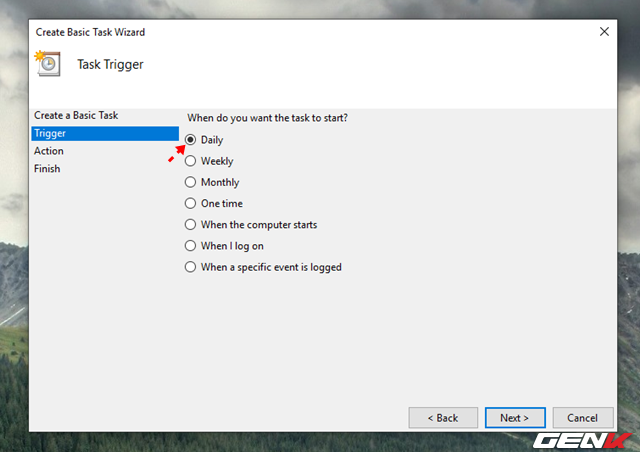 Create Basic Task Wizard
Task Trigger
Create a Basic Task
Trigger
Action
Finish
When do you want the task to start?
Daily
Weekly
Monthly
One time
When the computer starts
When I log on
When a specific event is logged
< Back
Next >
Cancel
GENK